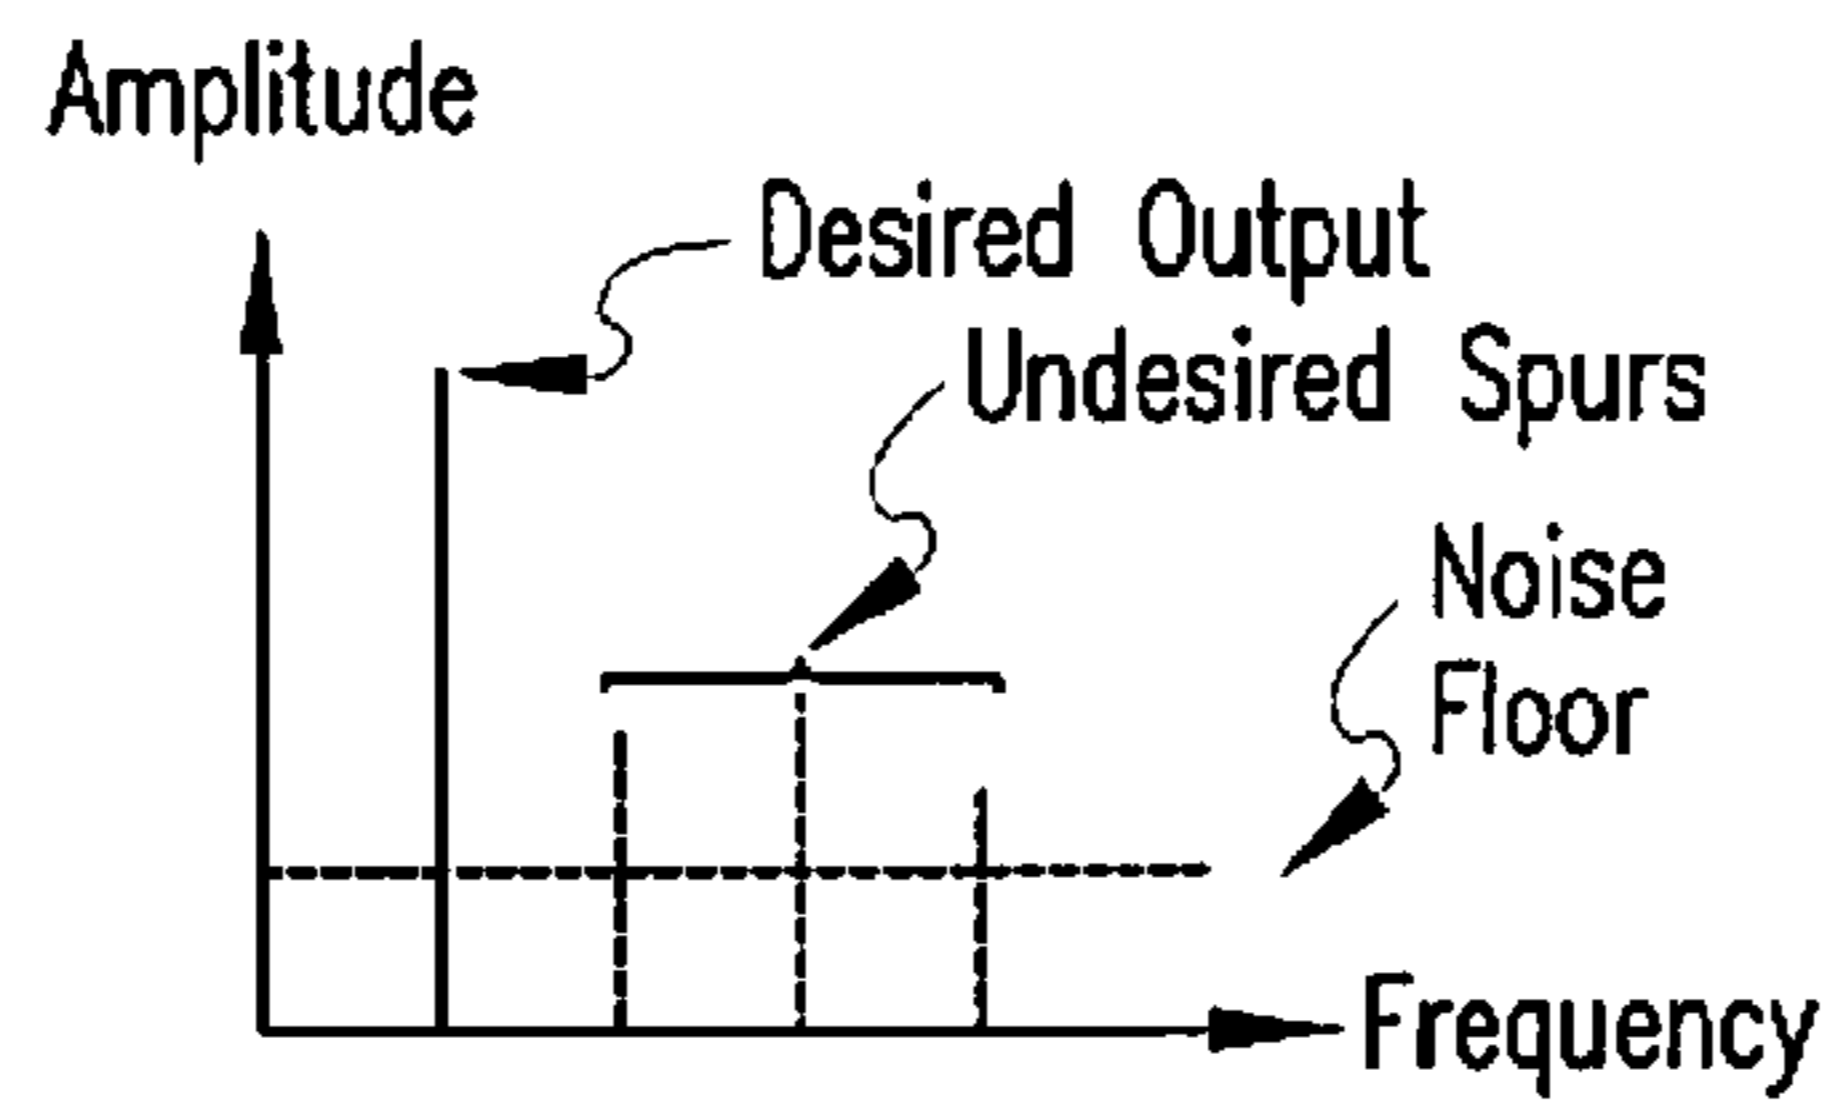 Amplitude
Desired Output
Undesired Spurs
Noise
Floor
Frequency